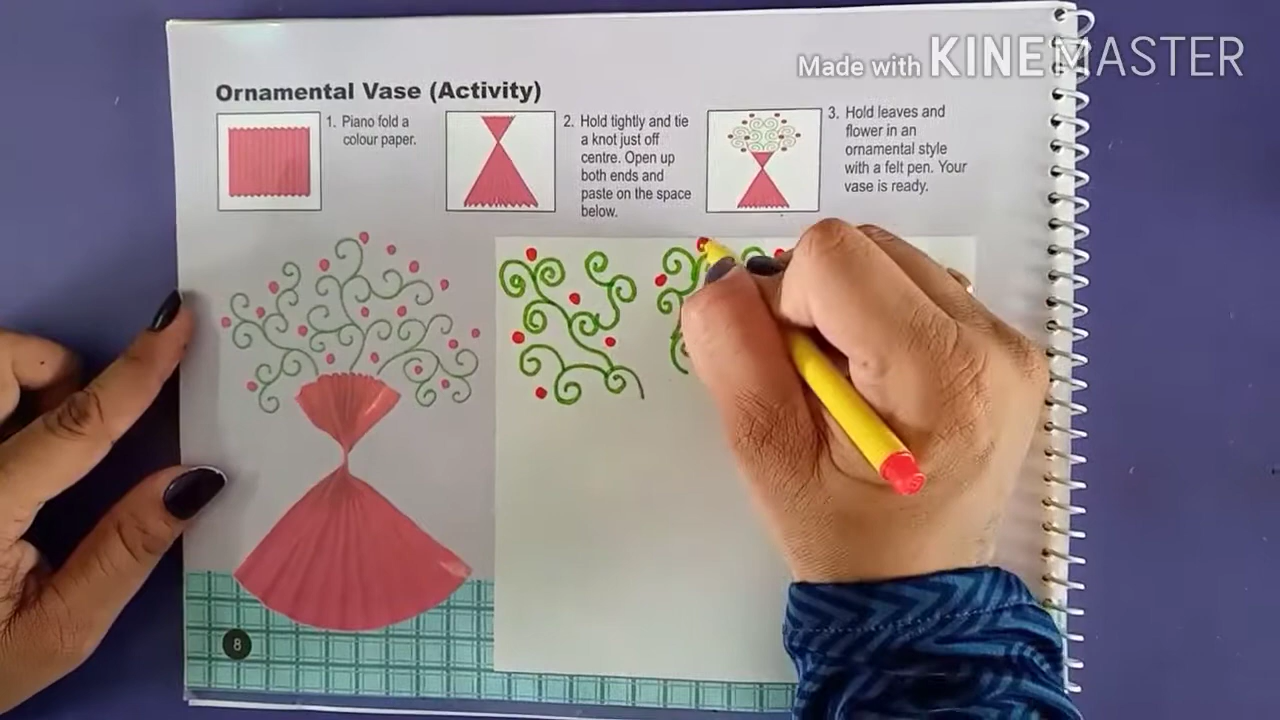 Made with KINEMASTER
Ornamental Vase (Activity)
1. Piano fold a
colour paper.
2. Hold tightly and tie
a knot just off
centre. Open up
both ends and
paste on the space
below.
3. Hold leaves and
flower in an
ornamental style
with a felt pen. Your
vase is ready.
8